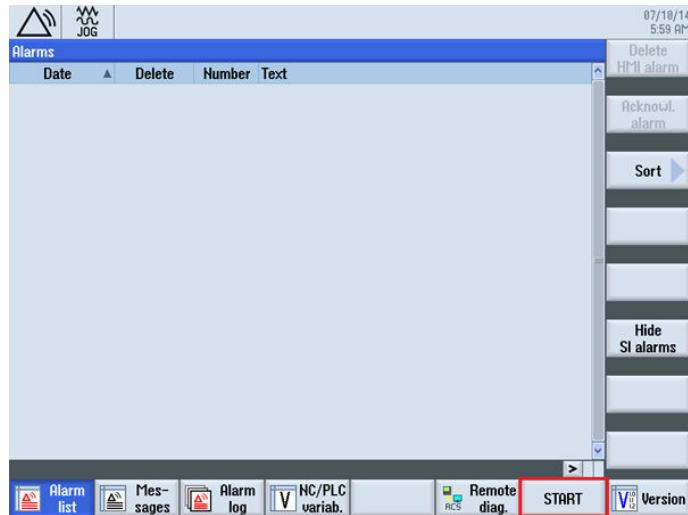 07/10/14
5:59 AM
JOG
Alarms
Date Delete Number Text
Delete
HMI alarm
Acknowl.
alarm
Sort
Hide
SI alarms
Alarm
list
Mes-
sages
Alarm
log
NC/PLC
variab.
RCS
Remote
diag.
START
Version